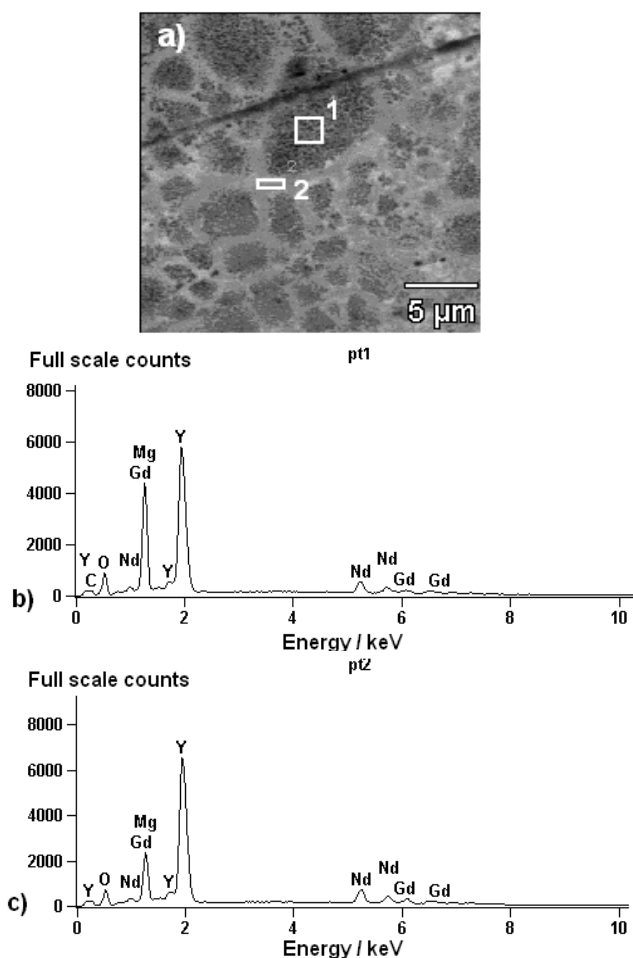 a)
1
2
2
5 µm
Full scale counts
pt1
8000
6000
4000
2000
0
Y
Mg
Gd
Y
C
O
Nd
Y
Nd
Nd
Gd
Gd
b)
0 2 4 6 8 10
Energy / keV
Full scale counts
pt2
8000
6000
4000
2000
0
Y
Mg
Gd
Y
O
Nd
Y
Nd
Nd
Gd
Gd
c)
0 2 4 6 8 10
Energy / keV